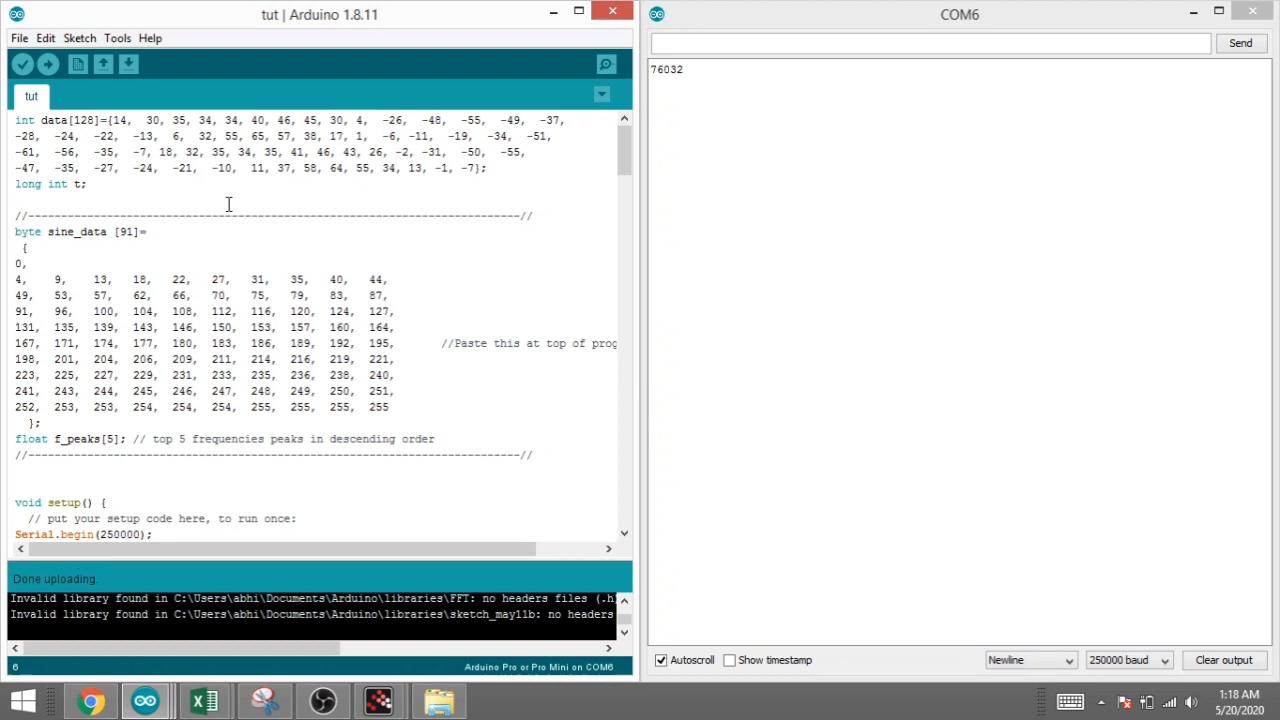 tut | Arduino 1.8.11
File Edit Sketch Tools Help
tut
int data[128]={14, 30, 35, 34, 34, 40, 46, 45, 30, 4, -26, -48, -55, -49, -37,
-28, -24, -22, -13, 6, 32, 55, 65, 57, 38, 17, 1, -6, -11, -19, -34, -51,
-61, -56, -35, -7, 18, 32, 35, 34, 35, 41, 46, 43, 26, -2, -31, -50, -55,
-47, -35, -27, -24, -21, -10, 11, 37, 58, 64, 55, 34, 13, -1, -7};
long int t;
//-----------------------------------------------------------------------------//
byte sine_data [91]=
{
0,
4, 9, 13, 18, 22, 27, 31, 35, 40, 44,
49, 53, 57, 62, 66, 70, 75, 79, 83, 87,
91, 96, 100, 104, 108, 112, 116, 120, 124, 127,
131, 135, 139, 143, 146, 150, 153, 157, 160, 164,
167, 171, 174, 177, 180, 183, 186, 189, 192, 195, //Paste this at top of prog
198, 201, 204, 206, 209, 211, 214, 216, 219, 221,
223, 225, 227, 229, 231, 233, 235, 236, 238, 240,
241, 243, 244, 245, 246, 247, 248, 249, 250, 251,
252, 253, 253, 254, 254, 254, 255, 255, 255, 255
};
float f_peaks[5]; // top 5 frequencies peaks in descending order
//-----------------------------------------------------------------------------//
void setup() {
// put your setup code here, to run once:
Serial.begin(250000);
Done uploading.
Invalid library found in C:\Users\abhi\Documents\Arduino\libraries\FFT: no headers files (.h)
Invalid library found in C:\Users\abhi\Documents\Arduino\libraries\sketch_may11b: no headers
6
Arduino Pro or Pro Mini on COM6
COM6
Send
76032
Autoscroll
Show timestamp
Newline
250000 baud
Clear output
1:18 AM
5/20/2020